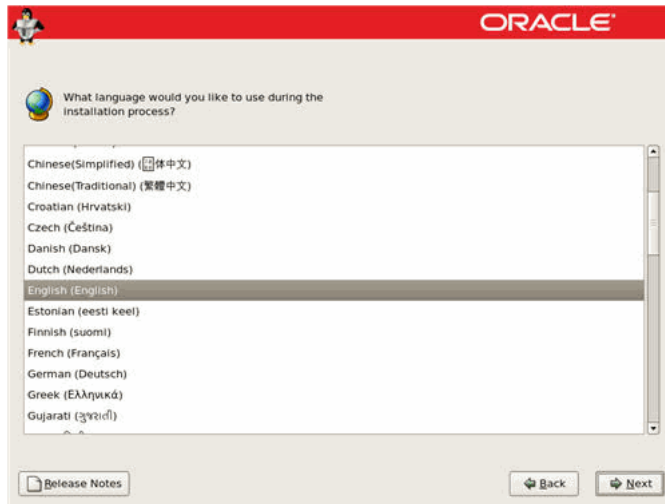 ORACLE
What language would you like to use during the
installation process?
Chinese(Simplified) (体中文)
Chinese(Traditional) (繁體中文)
Croatian (Hrvatski)
Czech (Čeština)
Danish (Dansk)
Dutch (Nederlands)
English (English)
Estonian (eesti keel)
Finnish (suomi)
French (Français)
German (Deutsch)
Greek (Ελληνικά)
Gujarati (ગુજરાતી)
Release Notes
Back
Next